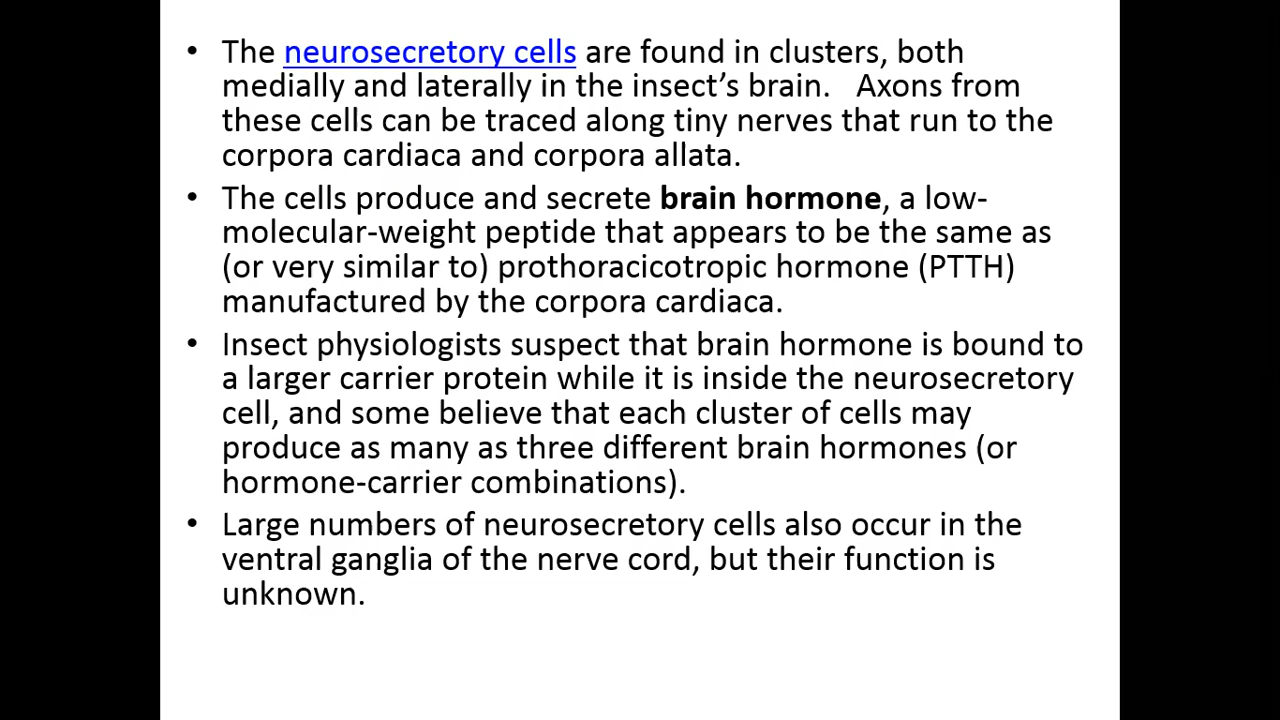 • The neurosecretory cells are found in clusters, both
medially and laterally in the insect’s brain.   Axons from
these cells can be traced along tiny nerves that run to the
corpora cardiaca and corpora allata.
• The cells produce and secrete brain hormone, a low-
molecular-weight peptide that appears to be the same as
(or very similar to) prothoracicotropic hormone (PTTH)
manufactured by the corpora cardiaca.
• Insect physiologists suspect that brain hormone is bound to
a larger carrier protein while it is inside the neurosecretory
cell, and some believe that each cluster of cells may
produce as many as three different brain hormones (or
hormone-carrier combinations).
• Large numbers of neurosecretory cells also occur in the
ventral ganglia of the nerve cord, but their function is
unknown.